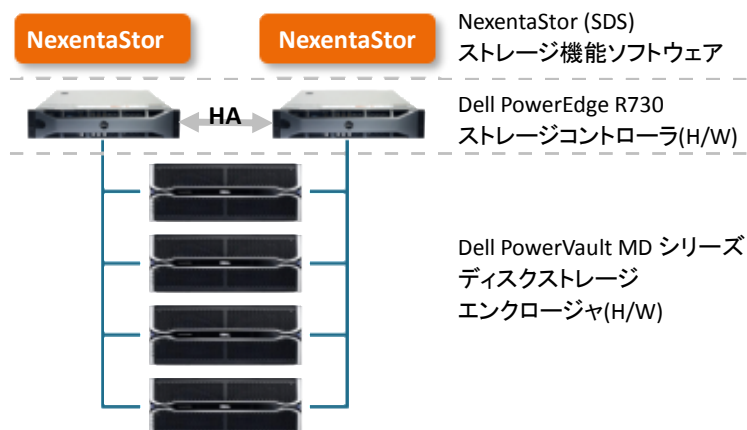 NexentaStor
NexentaStor
NexentaStor (SDS)
ストレージ機能ソフトウェア
HA
Dell PowerEdge R730
ストレージコントローラ(H/W)
Dell PowerVault MD シリーズ
ディスクストレージ
エンクロージャ(H/W)